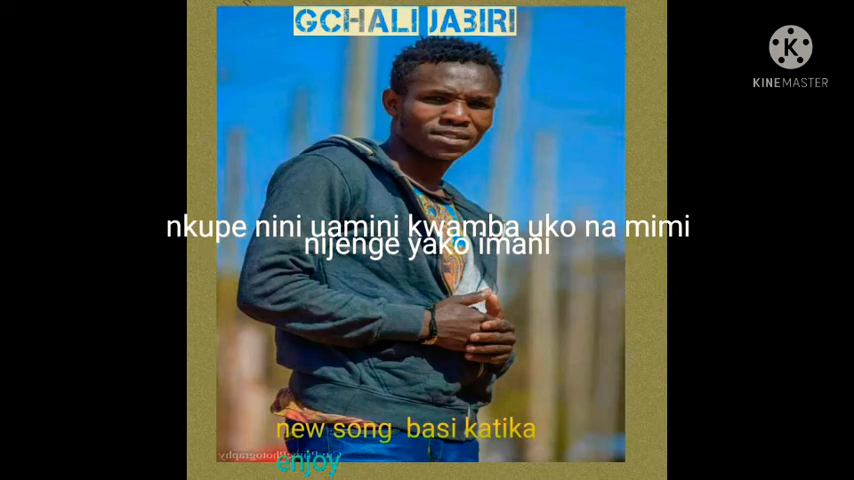 GCHALI JABIRI
K
KINEMASTER
nkupe nini uamini kwamba uko na mimi
nijenge yako imani
new song basi katika
enjoy